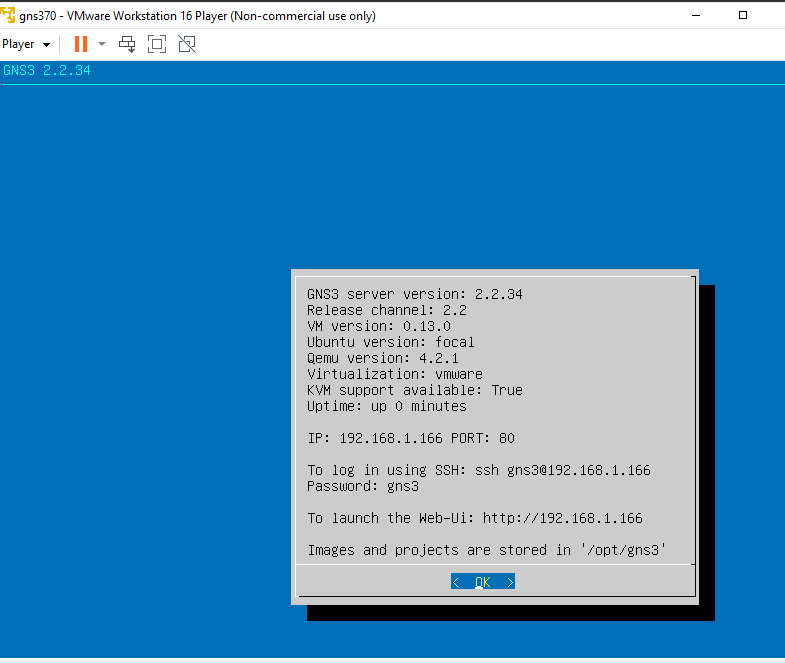 gns370 - VMware Workstation 16 Player (Non-commercial use only)
Player
GNS3 2.2.34
GNS3 server version: 2.2.34
Release channel: 2.2
VM version: 0.13.0
Ubuntu version: focal
Qemu version: 4.2.1
Virtualization: vmware
KVM support available: True
Uptime: up 0 minutes
IP: 192.168.1.166 PORT: 80
To log in using SSH: ssh gns3@192.168.1.166
Password: gns3
To launch the Web-Ui: http://192.168.1.166
Images and projects are stored in '/opt/gns3'
< OK >